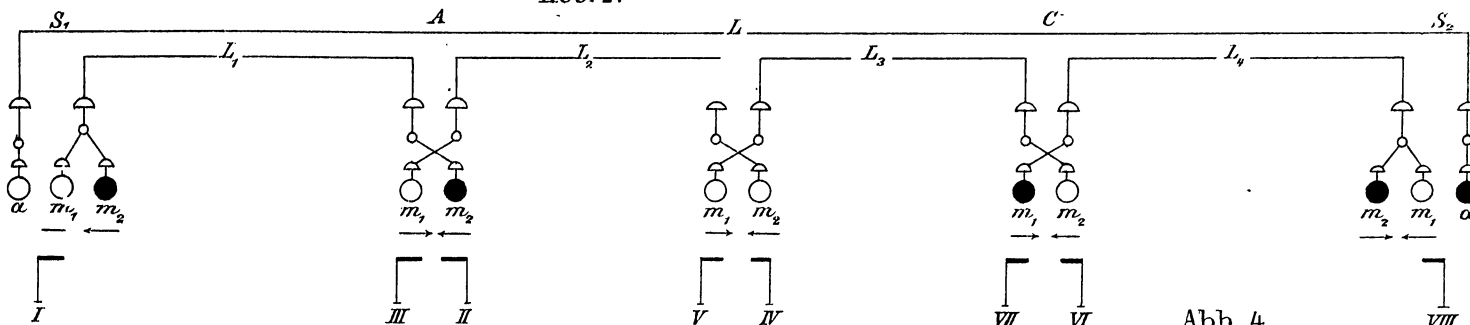 S₁ A L C S₂
L₁ L₂ L₃ L₄
a m₁ m₂ m₁ m₂ m₁ m₂ m₁ m₂ m₂ m₁ a
I III II V IV VII VI VIII
Abb. 4